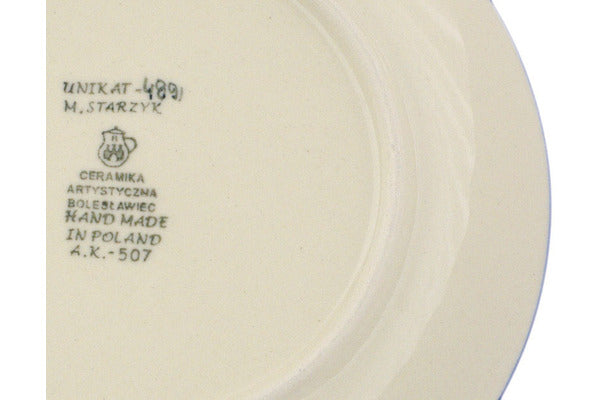 UNIKAT-489
M. STARZYK
CERAMIKA
ARTYSTYCZNA
BOLESŁAWIEC
HAND MADE
IN POLAND
A.K.-507